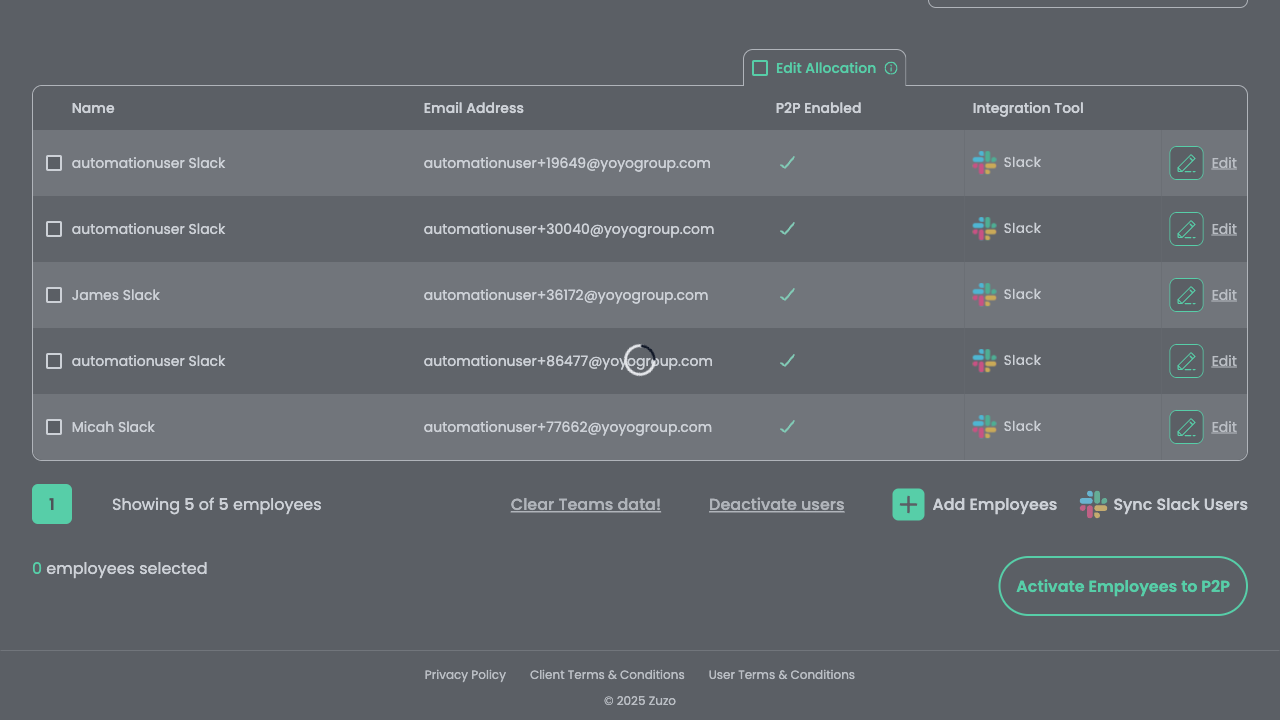 Edit Allocation
Name Email Address P2P Enabled Integration Tool
automationuser Slack automationuser+19649@yoyogroup.com Slack Edit
automationuser Slack automationuser+30040@yoyogroup.com Slack Edit
James Slack automationuser+36172@yoyogroup.com Slack Edit
automationuser Slack automationuser+86477@yoyogroup.com Slack Edit
Micah Slack automationuser+77662@yoyogroup.com Slack Edit
1 Showing 5 of 5 employees Clear Teams data! Deactivate users Add Employees Sync Slack Users
0 employees selected
Activate Employees to P2P
Privacy Policy Client Terms & Conditions User Terms & Conditions
© 2025 Zuzo